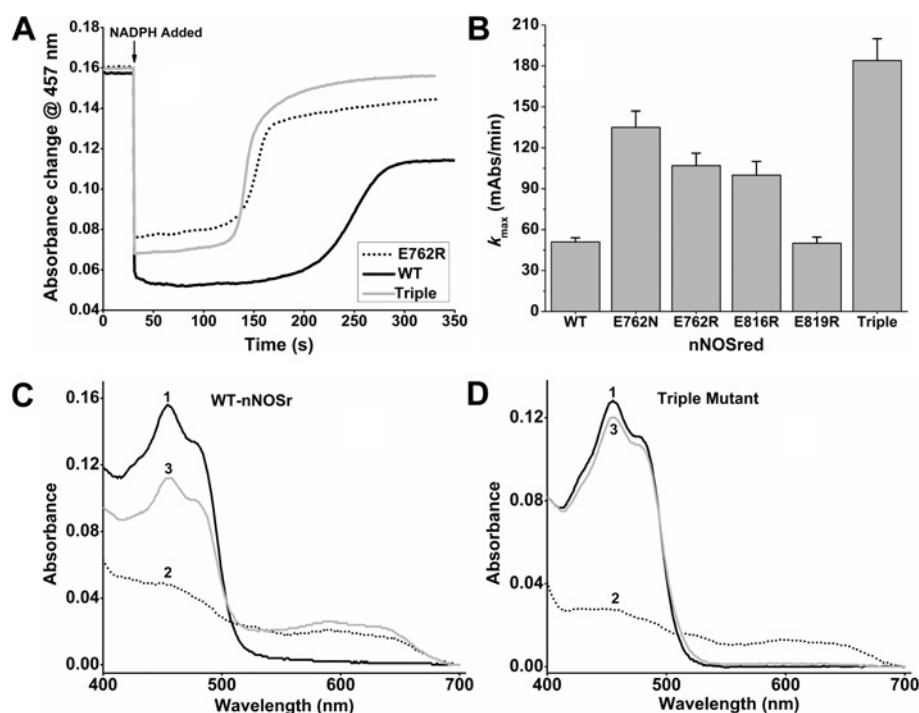 A
NADPH Added
Absorbance change @ 457 nm
0.16
0.14
0.12
0.10
0.08
0.06
0.04
0 50 100 150 200 250 300 350
Time (s)
E762R
WT
Triple
B
kmax (mAbs/min)
180
150
120
90
60
30
0
WT E762N E762R E816R E819R Triple
nNOSred
C
WT-nNOSr
Absorbance
0.16
0.12
0.08
0.04
0.00
1
3
2
400 500 600 700
Wavelength (nm)
D
Triple Mutant
Absorbance
0.12
0.08
0.04
0.00
1
3
2
400 500 600 700
Wavelength (nm)